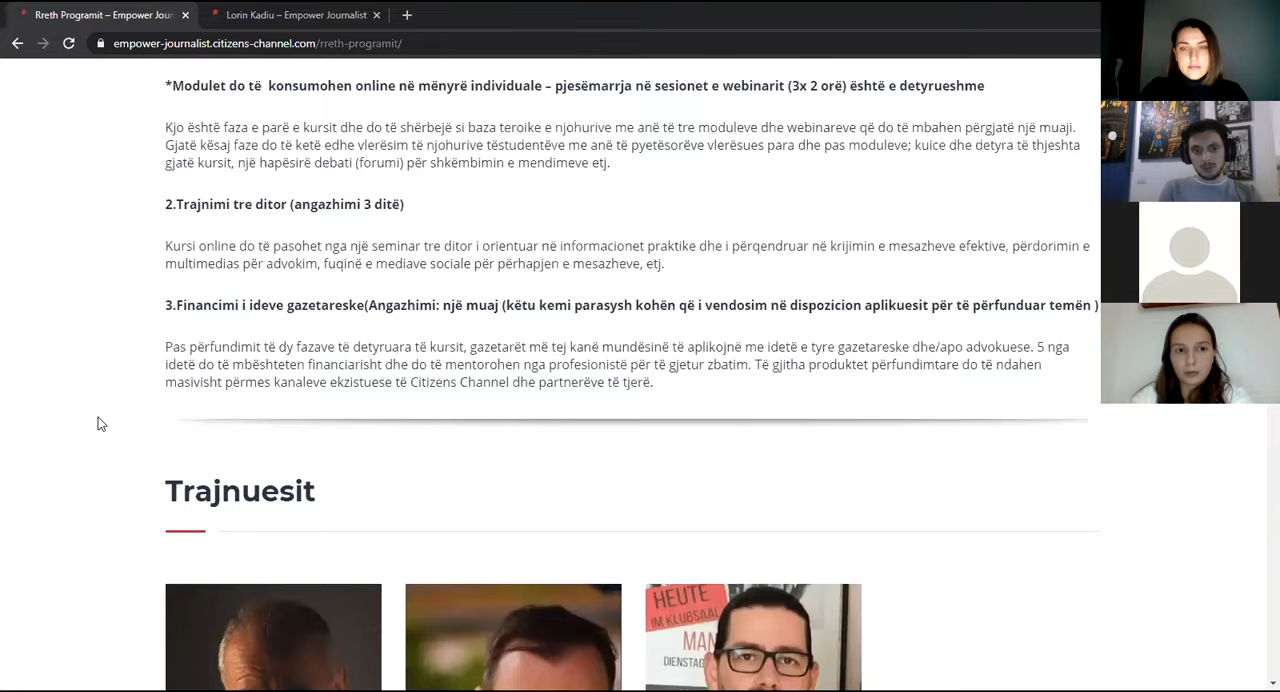 Rreth Programit – Empower Jour
Lorin Kadiu – Empower Journalist
empower-journalist.citizens-channel.com/rreth-programit/
*Modulet do të konsumohen online në mënyrë individuale – pjesëmarrja në sesionet e webinarit (3x 2 orë) është e detyrueshme
Kjo është faza e parë e kursit dhe do të shërbejë si baza teroike e njohurive me anë të tre moduleve dhe webinareve që do të mbahen përgjatë një muaji.
Gjatë kësaj faze do të ketë edhe vlerësim të njohurive tëstudentëve me anë të pyetësorëve vlerësues para dhe pas moduleve; kuice dhe detyra të thjeshta
gjatë kursit, një hapësirë debati (forumi) për shkëmbimin e mendimeve etj.
2.Trajnimi tre ditor (angazhimi 3 ditë)
Kursi online do të pasohet nga një seminar tre ditor i orientuar në informacionet praktike dhe i përqendruar në krijimin e mesazheve efektive, përdorimin e
multimedias për advokim, fuqinë e mediave sociale për përhapjen e mesazheve, etj.
3.Financimi i ideve gazetareske(Angazhimi: një muaj (këtu kemi parasysh kohën që i vendosim në dispozicion aplikuesit për të përfunduar temën )
Pas përfundimit të dy fazave të detyruara të kursit, gazetarët më tej kanë mundësinë të aplikojnë me idetë e tyre gazetareske dhe/apo advokuese. 5 nga
idetë do të mbështeten financiarisht dhe do të mentorohen nga profesionistë për të gjetur zbatim. Të gjitha produktet përfundimtare do të ndahen
masivisht përmes kanaleve ekzistuese të Citizens Channel dhe partnerëve të tjerë.
Trajnuesit
HEUTE
IM KLUBSAAL
MAN
DIENSTAG